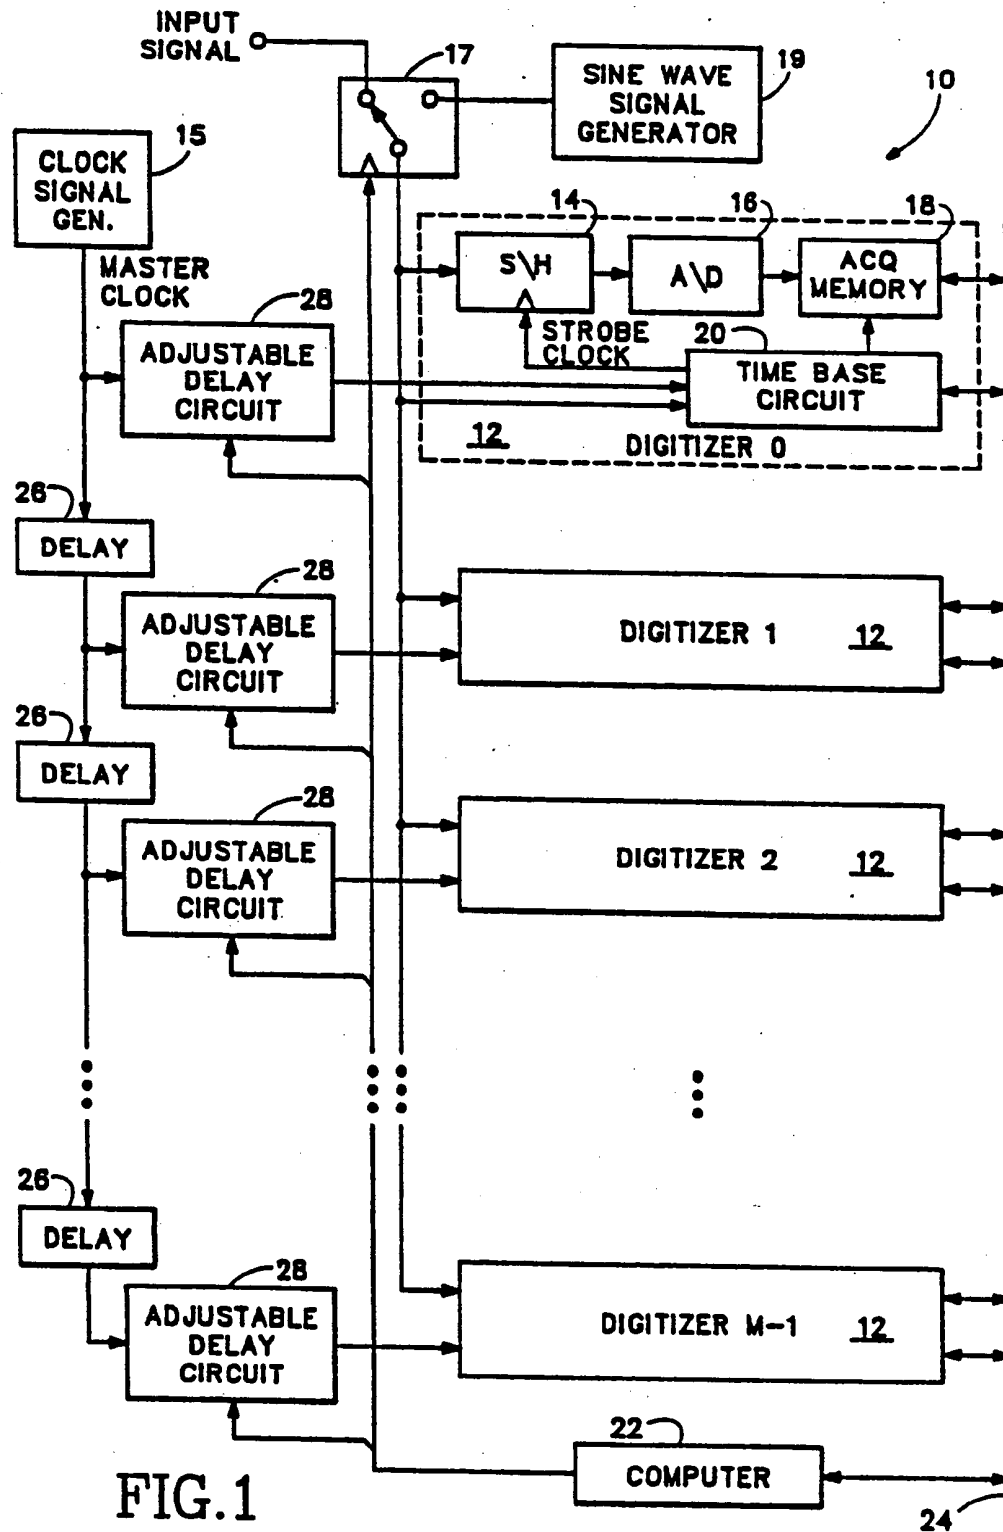 INPUT
SIGNAL
17
SINE WAVE
SIGNAL
GENERATOR
19
10
15
CLOCK
SIGNAL
GEN.
MASTER
CLOCK
14
16
18
S\H
A\D
ACQ
MEMORY
STROBE
CLOCK
20
TIME BASE
CIRCUIT
12
DIGITIZER 0
28
ADJUSTABLE
DELAY
CIRCUIT
26
DELAY
28
ADJUSTABLE
DELAY
CIRCUIT
DIGITIZER 1
12
26
DELAY
28
ADJUSTABLE
DELAY
CIRCUIT
DIGITIZER 2
12
26
DELAY
28
ADJUSTABLE
DELAY
CIRCUIT
DIGITIZER M-1
12
22
COMPUTER
24
FIG.1